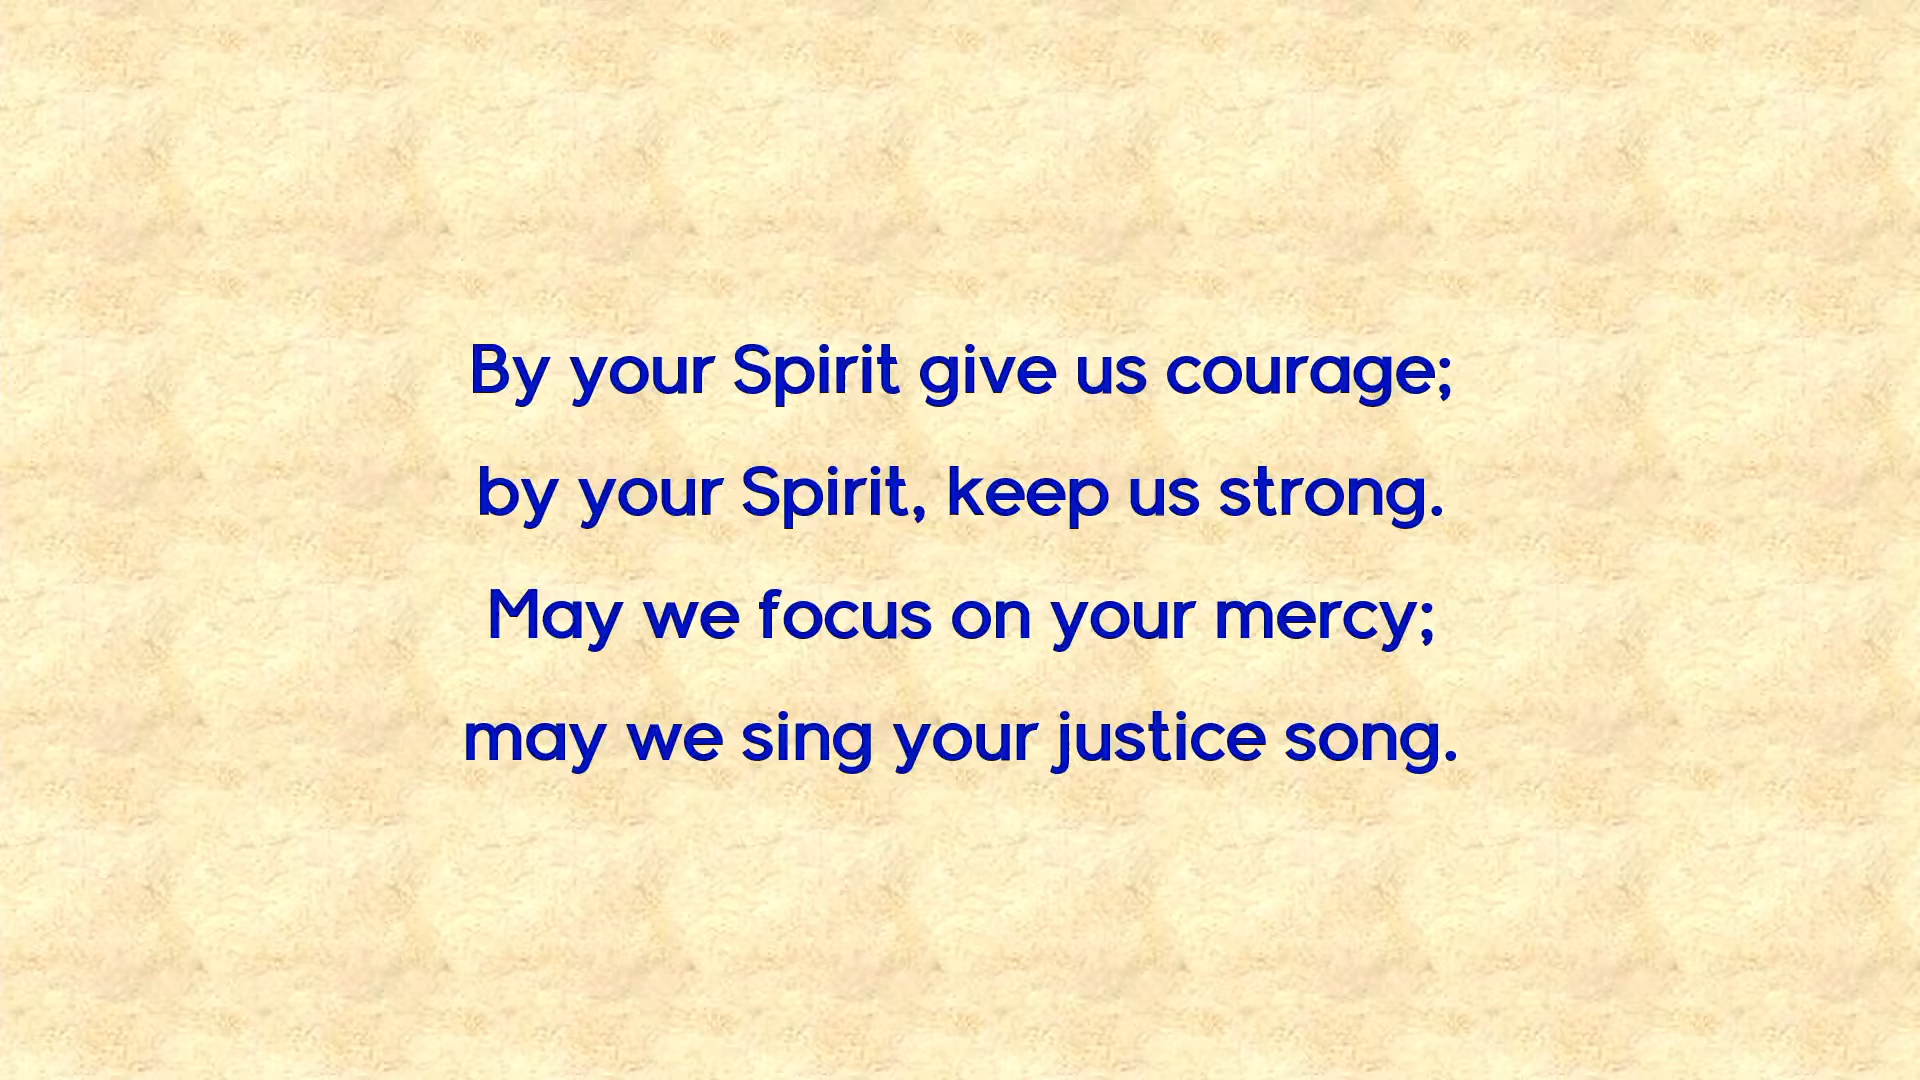 By your Spirit give us courage;
by your Spirit, keep us strong.
May we focus on your mercy;
may we sing your justice song.